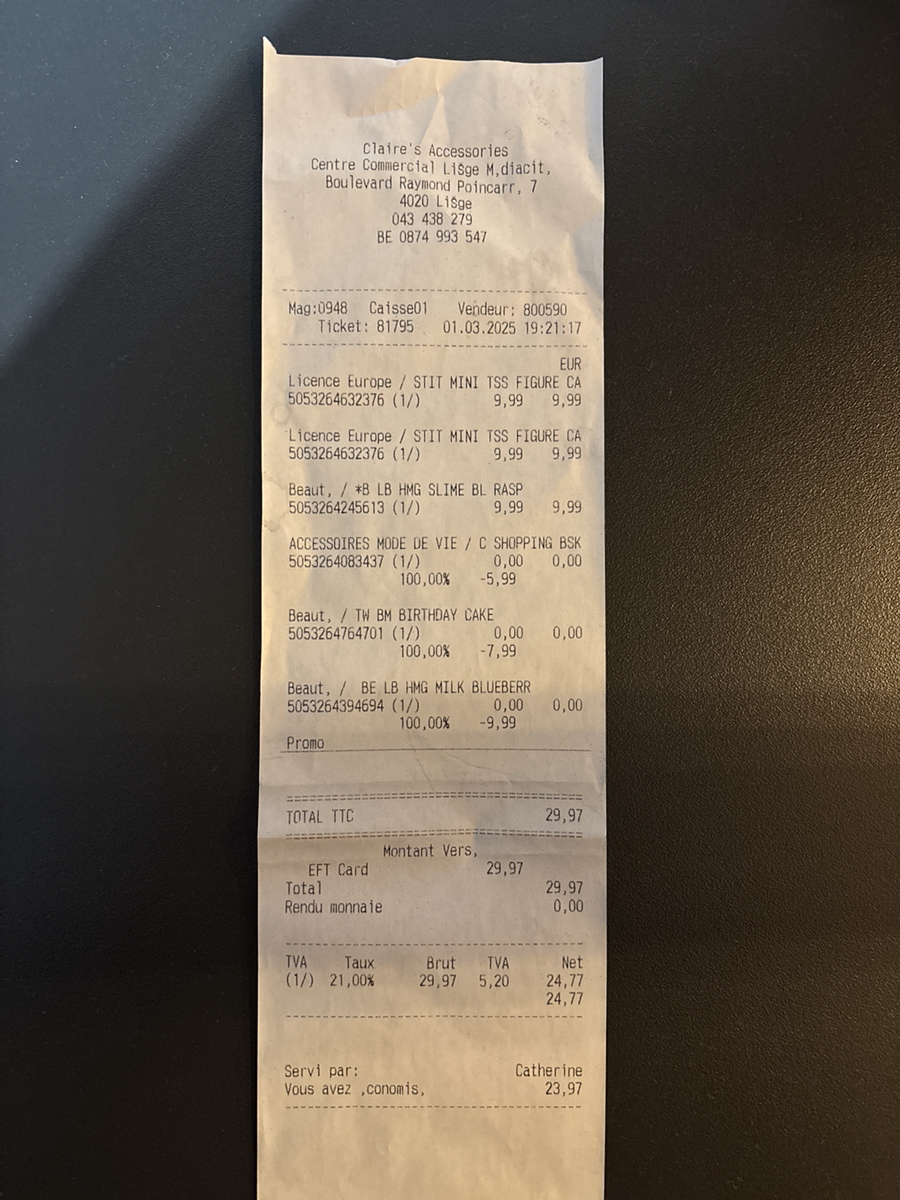 Claire's Accessories
Centre Commercial LiŠge M‚diacit‚
Boulevard Raymond Poincarr‚ 7
4020 LiŠge
043 438 279
BE 0874 993 547
Mag:0948 Caisse01 Vendeur: 800590
Ticket: 81795 01.03.2025 19:21:17
EUR
Licence Europe / STIT MINI TSS FIGURE CA
5053264632376 (1/) 9,99 9,99
Licence Europe / STIT MINI TSS FIGURE CA
5053264632376 (1/) 9,99 9,99
Beaut‚ / *B LB HMG SLIME BL RASP
5053264245613 (1/) 9,99 9,99
ACCESSOIRES MODE DE VIE / C SHOPPING BSK
5053264083437 (1/) 0,00 0,00
100,00% -5,99
Beaut‚ / TW BM BIRTHDAY CAKE
5053264764701 (1/) 0,00 0,00
100,00% -7,99
Beaut‚ / BE LB HMG MILK BLUEBERR
5053264394694 (1/) 0,00 0,00
100,00% -9,99
Promo
TOTAL TTC 29,97
Montant Vers‚
EFT Card 29,97
Total 29,97
Rendu monnaie 0,00
TVA Taux Brut TVA Net
(1/) 21,00% 29,97 5,20 24,77
24,77
Servi par: Catherine
Vous avez ‚conomis‚ 23,97